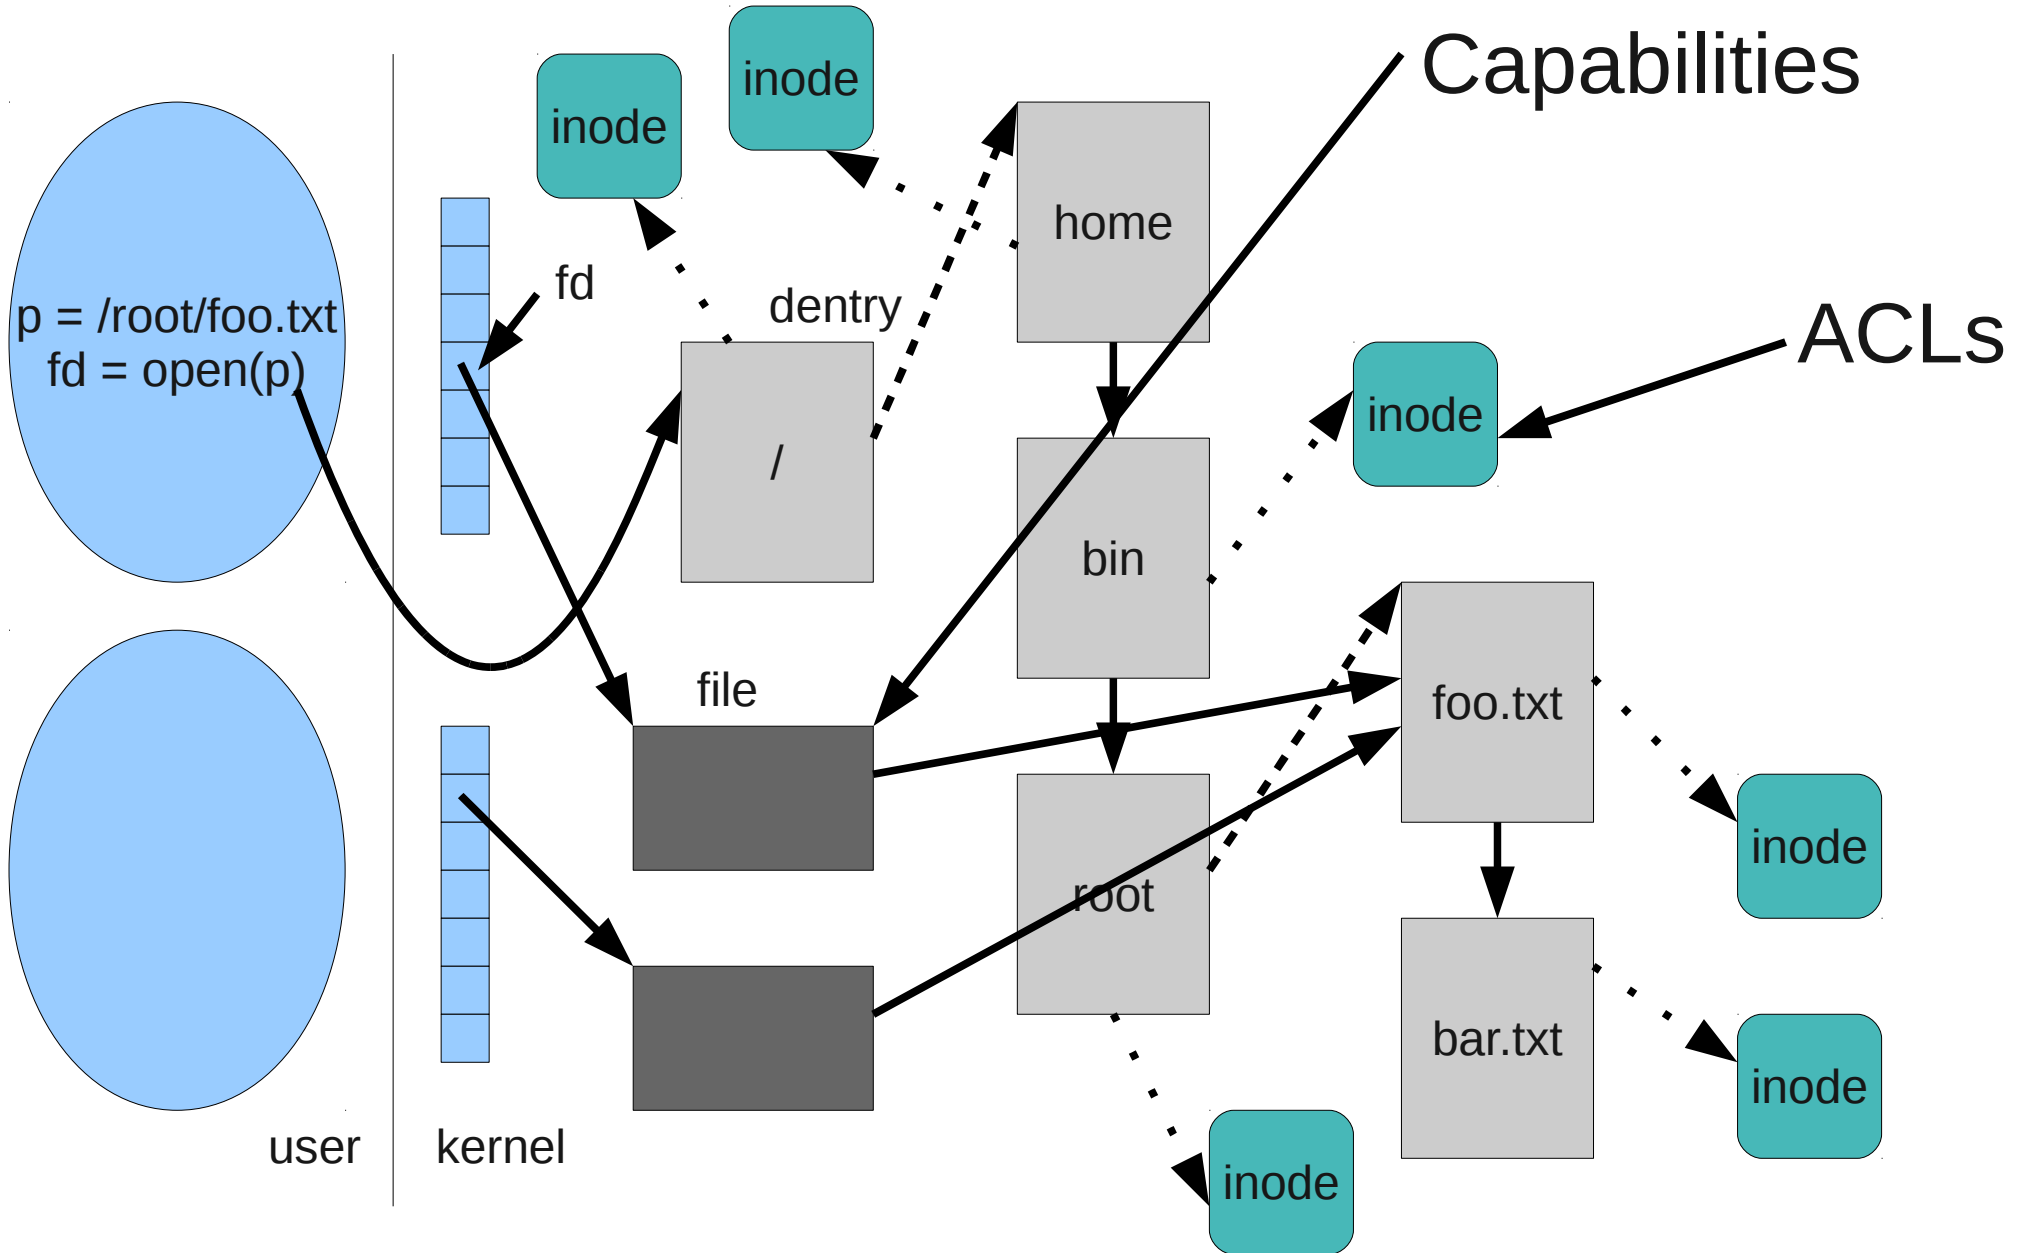 Capabilities
inode
inode
home
fd
dentry
p = /root/foo.txt
fd = open(p)
ACLs
inode
/
bin
file
foo.txt
root
inode
bar.txt
inode
user
kernel
inode